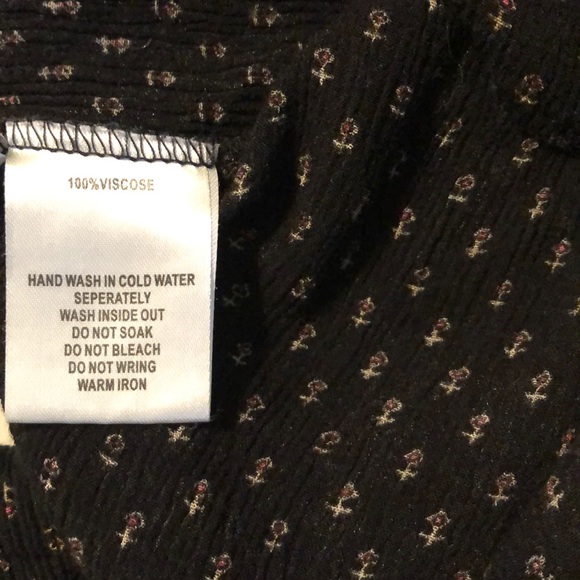 100%VISCOSE
HAND WASH IN COLD WATER
SEPERATELY
WASH INSIDE OUT
DO NOT SOAK
DO NOT BLEACH
DO NOT WRING
WARM IRON